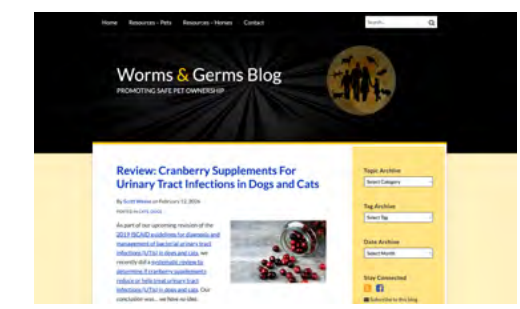 Home Resources - Pets Resources - Horses Contact Search...
Worms & Germs Blog
PROMOTING SAFE PET OWNERSHIP
Review: Cranberry Supplements For
Urinary Tract Infections in Dogs and Cats
By Scott Weese on February 12, 2026
POSTED IN CATS, DOGS
As part of our upcoming revision of the
2019 ISCAID guidelines for diagnosis and
management of bacterial urinary tract
infections (UTIs) in dogs and cats, we
recently did a systematic review to
determine if cranberry supplements
reduce or help treat urinary tract
infections (UTIs) in dogs and cats. Our
conclusion was... we have no idea.
Topic Archive
Select Category
Tag Archive
Select Tag
Date Archive
Select Month
Stay Connected
Subscribe to this blog